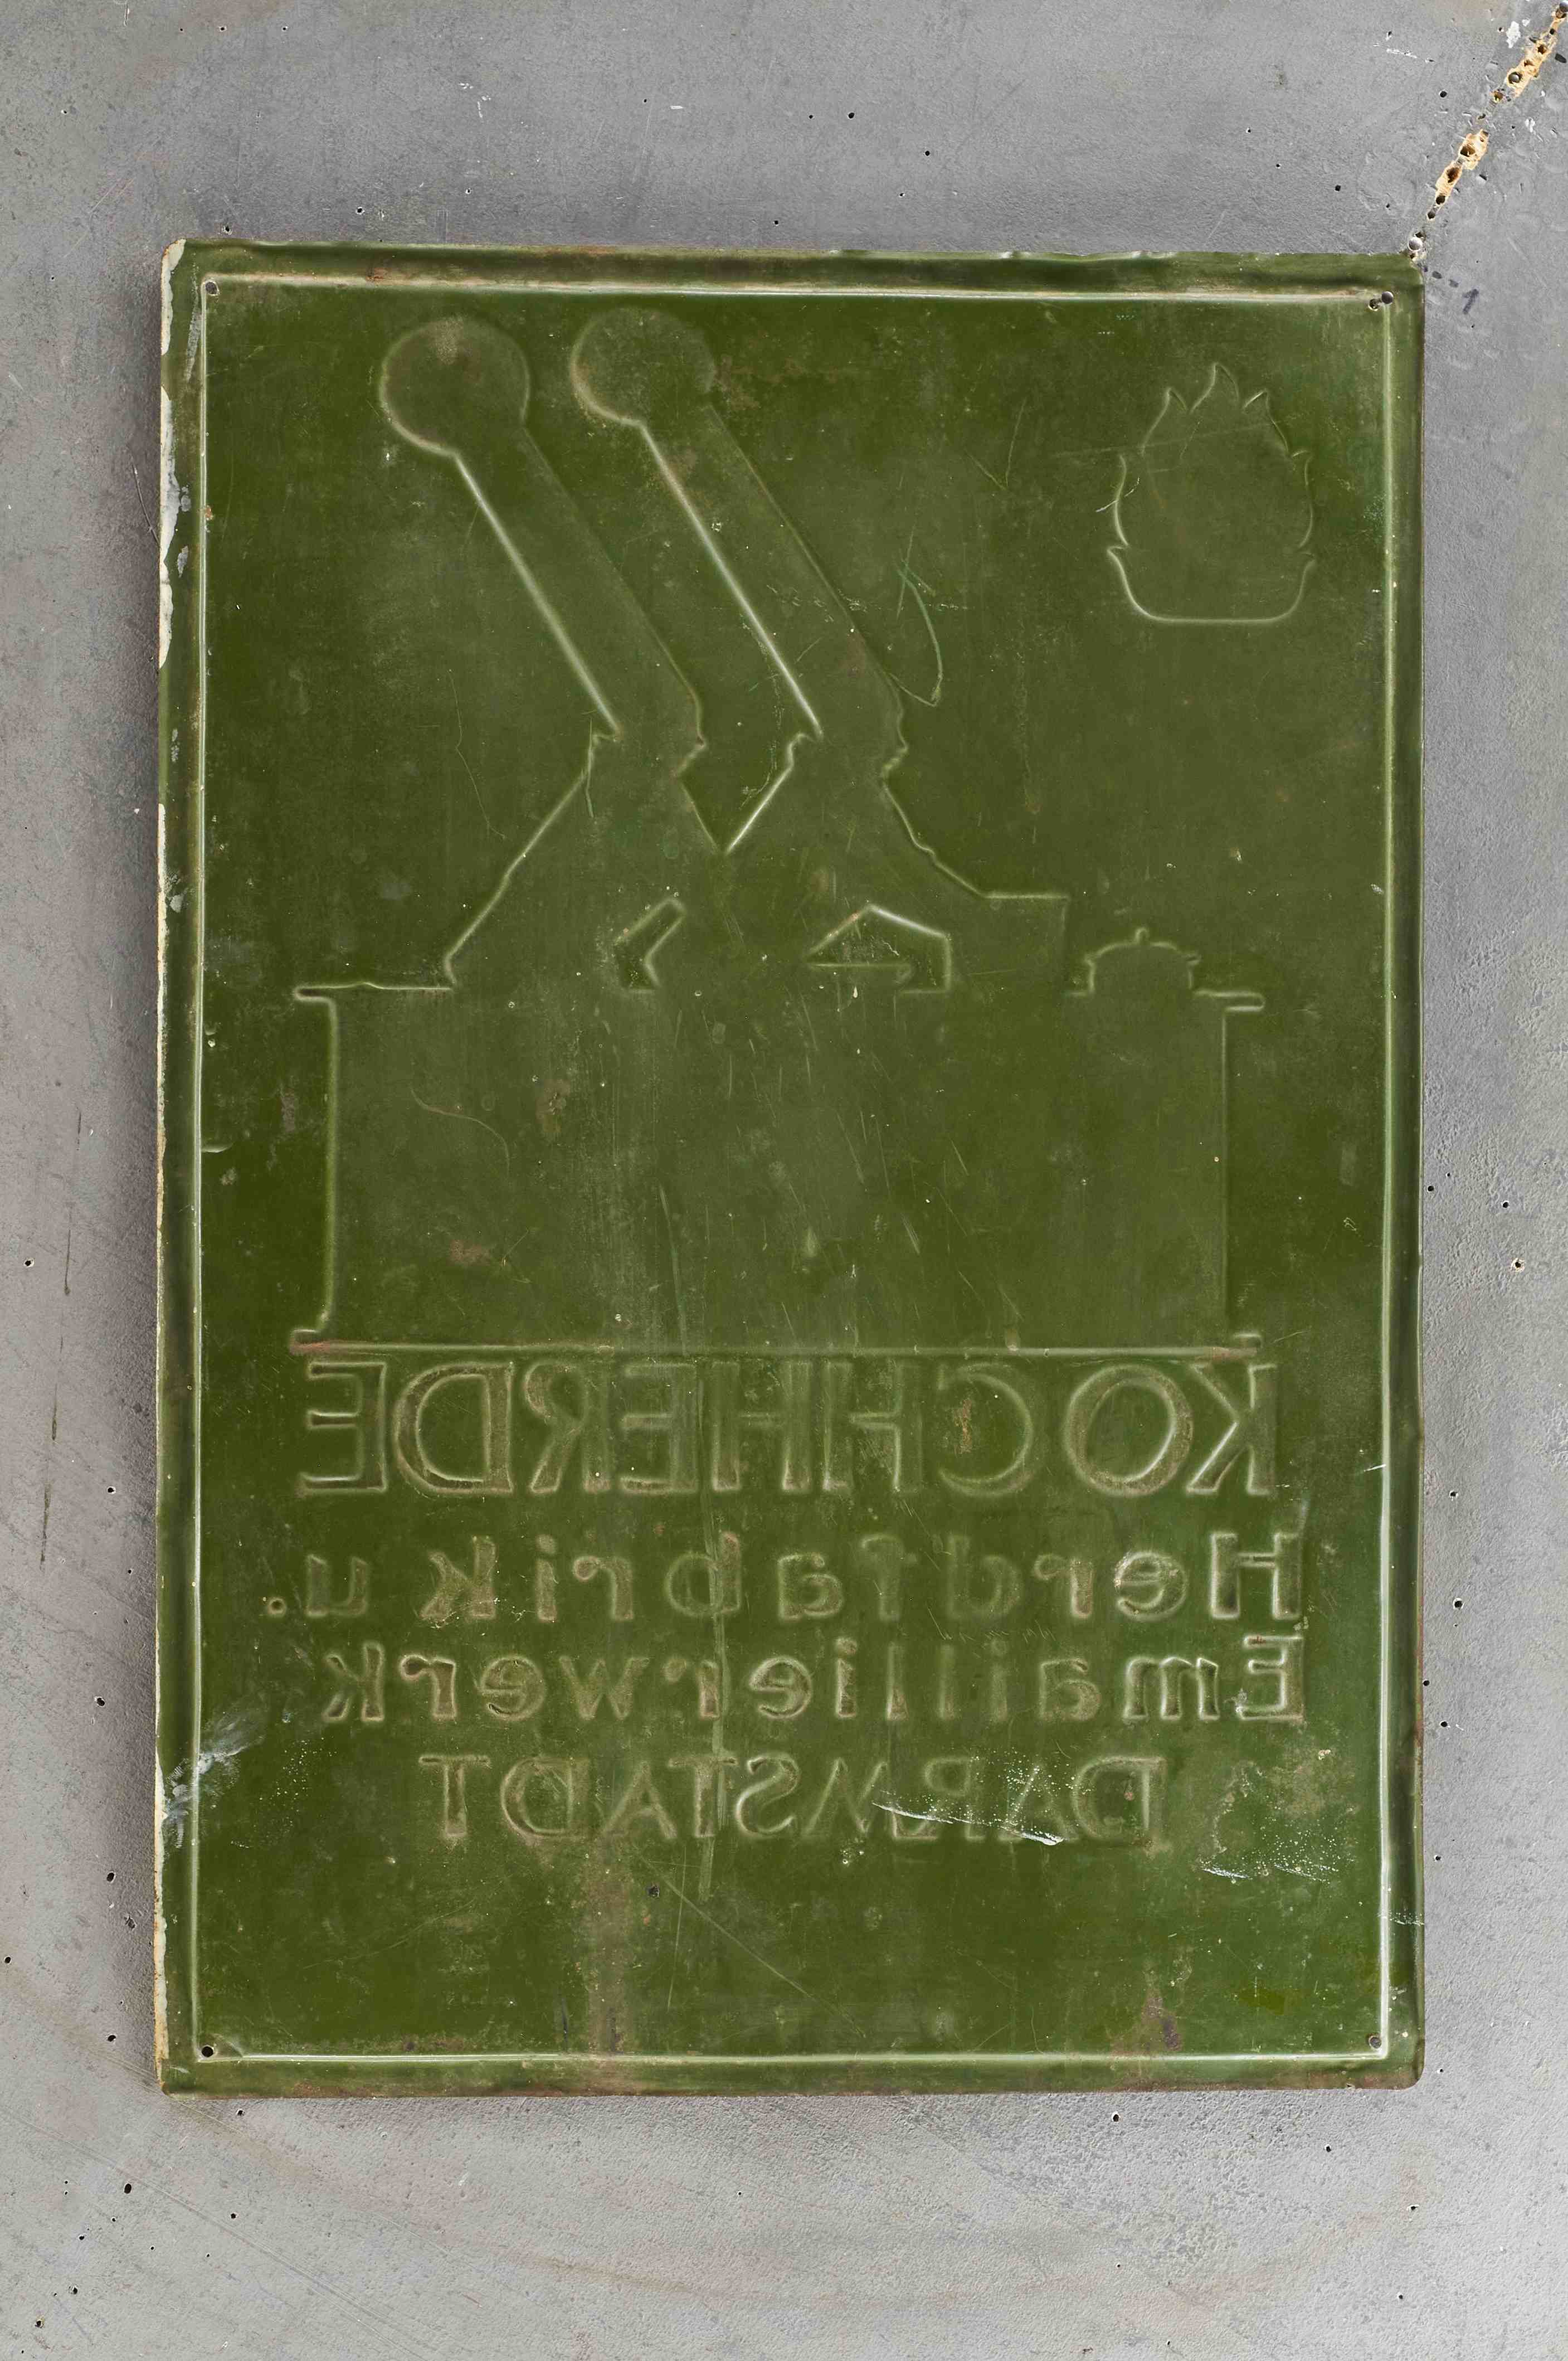 KOCHHERDE
Herdfabrik u.
Emaillierwerk
DARMSTADT